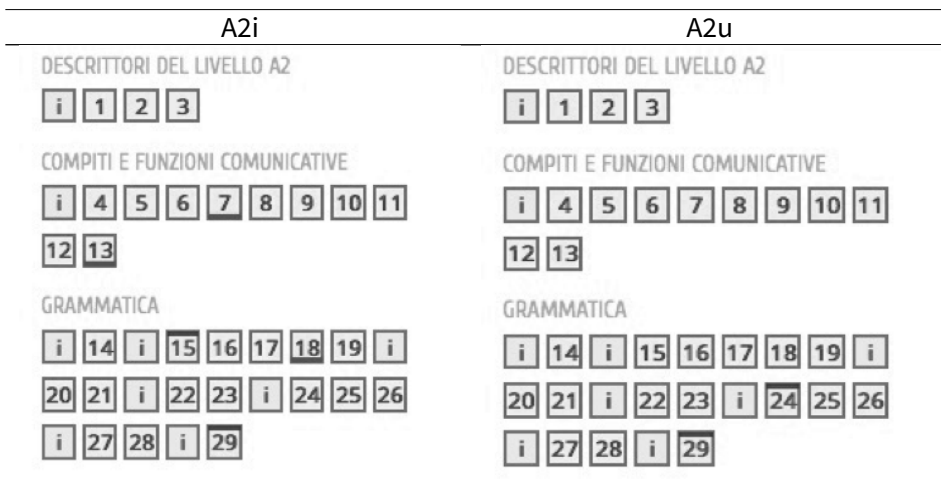 A2i
DESCRITTORI DEL LIVELLO A2
i 1 2 3
COMPITI E FUNZIONI COMUNICATIVE
i 4 5 6 7 8 9 10 11
12 13
GRAMMATICA
i 14 i 15 16 17 18 19 i
20 21 i 22 23 i 24 25 26
i 27 28 i 29
A2u
DESCRITTORI DEL LIVELLO A2
i 1 2 3
COMPITI E FUNZIONI COMUNICATIVE
i 4 5 6 7 8 9 10 11
12 13
GRAMMATICA
i 14 i 15 16 17 18 19 i
20 21 i 22 23 i 24 25 26
i 27 28 i 29